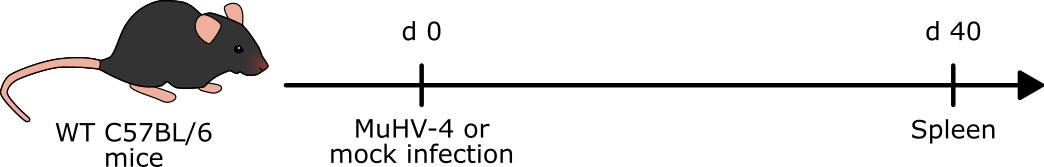 d 0
d 40
WT C57BL/6
mice
MuHV-4 or
mock infection
Spleen